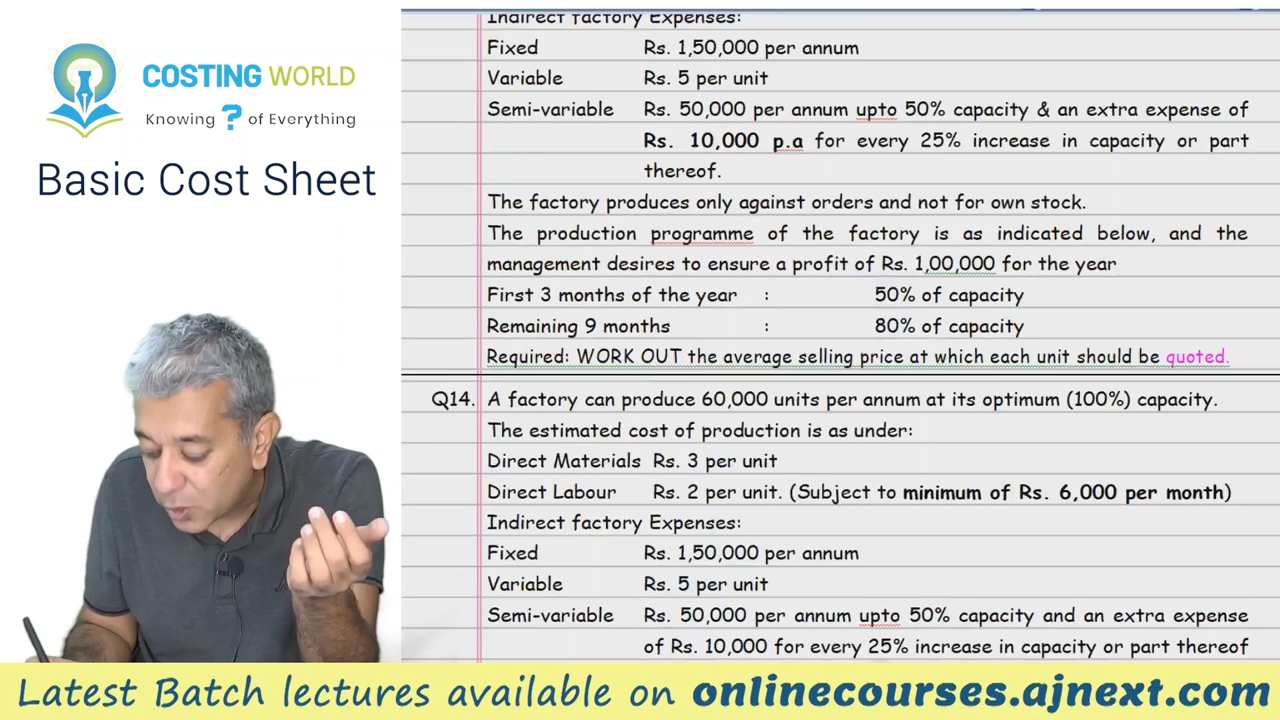 COSTING WORLD
Knowing ? of Everything
Basic Cost Sheet
Indirect factory Expenses:
Fixed Rs. 1,50,000 per annum
Variable Rs. 5 per unit
Semi-variable Rs. 50,000 per annum upto 50% capacity & an extra expense of
Rs. 10,000 p.a for every 25% increase in capacity or part
thereof.
The factory produces only against orders and not for own stock.
The production programme of the factory is as indicated below, and the
management desires to ensure a profit of Rs. 1,00,000 for the year
First 3 months of the year : 50% of capacity
Remaining 9 months : 80% of capacity
Required: WORK OUT the average selling price at which each unit should be quoted.
Q14. A factory can produce 60,000 units per annum at its optimum (100%) capacity.
The estimated cost of production is as under:
Direct Materials Rs. 3 per unit
Direct Labour Rs. 2 per unit. (Subject to minimum of Rs. 6,000 per month)
Indirect factory Expenses:
Fixed Rs. 1,50,000 per annum
Variable Rs. 5 per unit
Semi-variable Rs. 50,000 per annum upto 50% capacity and an extra expense
of Rs. 10,000 for every 25% increase in capacity or part thereof
Latest Batch lectures available on onlinecourses.ajnext.com